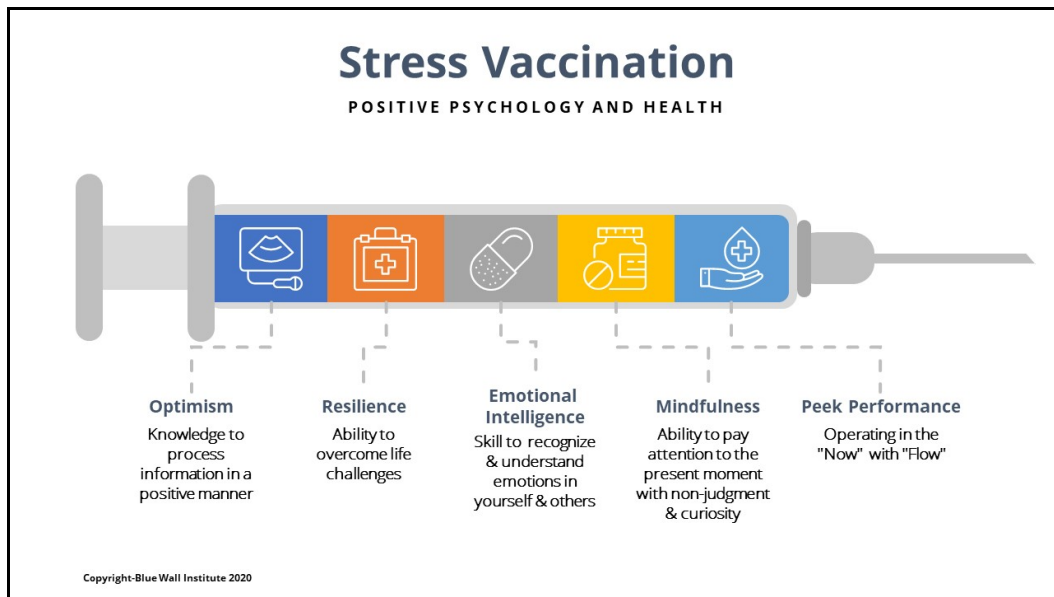 Stress Vaccination
POSITIVE PSYCHOLOGY AND HEALTH
Optimism
Knowledge to
process
information in a
positive manner
Resilience
Ability to
overcome life
challenges
Emotional
Intelligence
Skill to recognize
& understand
emotions in
yourself & others
Mindfulness
Ability to pay
attention to the
present moment
with non-judgment
& curiosity
Peek Performance
Operating in the
"Now" with "Flow"
Copyright-Blue Wall Institute 2020